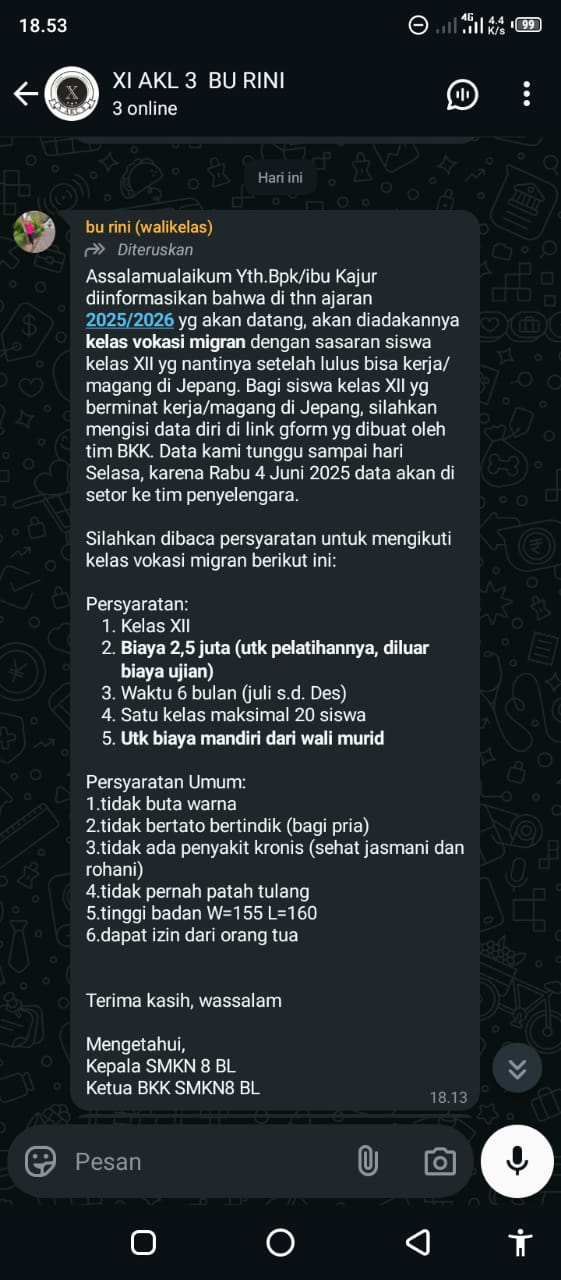 18.53
4G
4.4
K/s
99
XI AKL 3 BU RINI
3 online
Hari ini
bu rini (walikelas)
Diteruskan
Assalamualaikum Yth.Bpk/ibu Kajur
diinformasikan bahwa di thn ajaran
2025/2026 yg akan datang, akan diadakannya
kelas vokasi migran dengan sasaran siswa
kelas XII yg nantinya setelah lulus bisa kerja/
magang di Jepang. Bagi siswa kelas XII yg
berminat kerja/magang di Jepang, silahkan
mengisi data diri di link gform yg dibuat oleh
tim BKK. Data kami tunggu sampai hari
Selasa, karena Rabu 4 Juni 2025 data akan di
setor ke tim penyelengara.
Silahkan dibaca persyaratan untuk mengikuti
kelas vokasi migran berikut ini:
Persyaratan:
1. Kelas XII
2. Biaya 2,5 juta (utk pelatihannya, diluar
biaya ujian)
3. Waktu 6 bulan (juli s.d. Des)
4. Satu kelas maksimal 20 siswa
5. Utk biaya mandiri dari wali murid
Persyaratan Umum:
1.tidak buta warna
2.tidak bertato bertindik (bagi pria)
3.tidak ada penyakit kronis (sehat jasmani dan
rohani)
4.tidak pernah patah tulang
5.tinggi badan W=155 L=160
6.dapat izin dari orang tua
Terima kasih, wassalam
Mengetahui,
Kepala SMKN 8 BL
Ketua BKK SMKN8 BL
18.13
Pesan